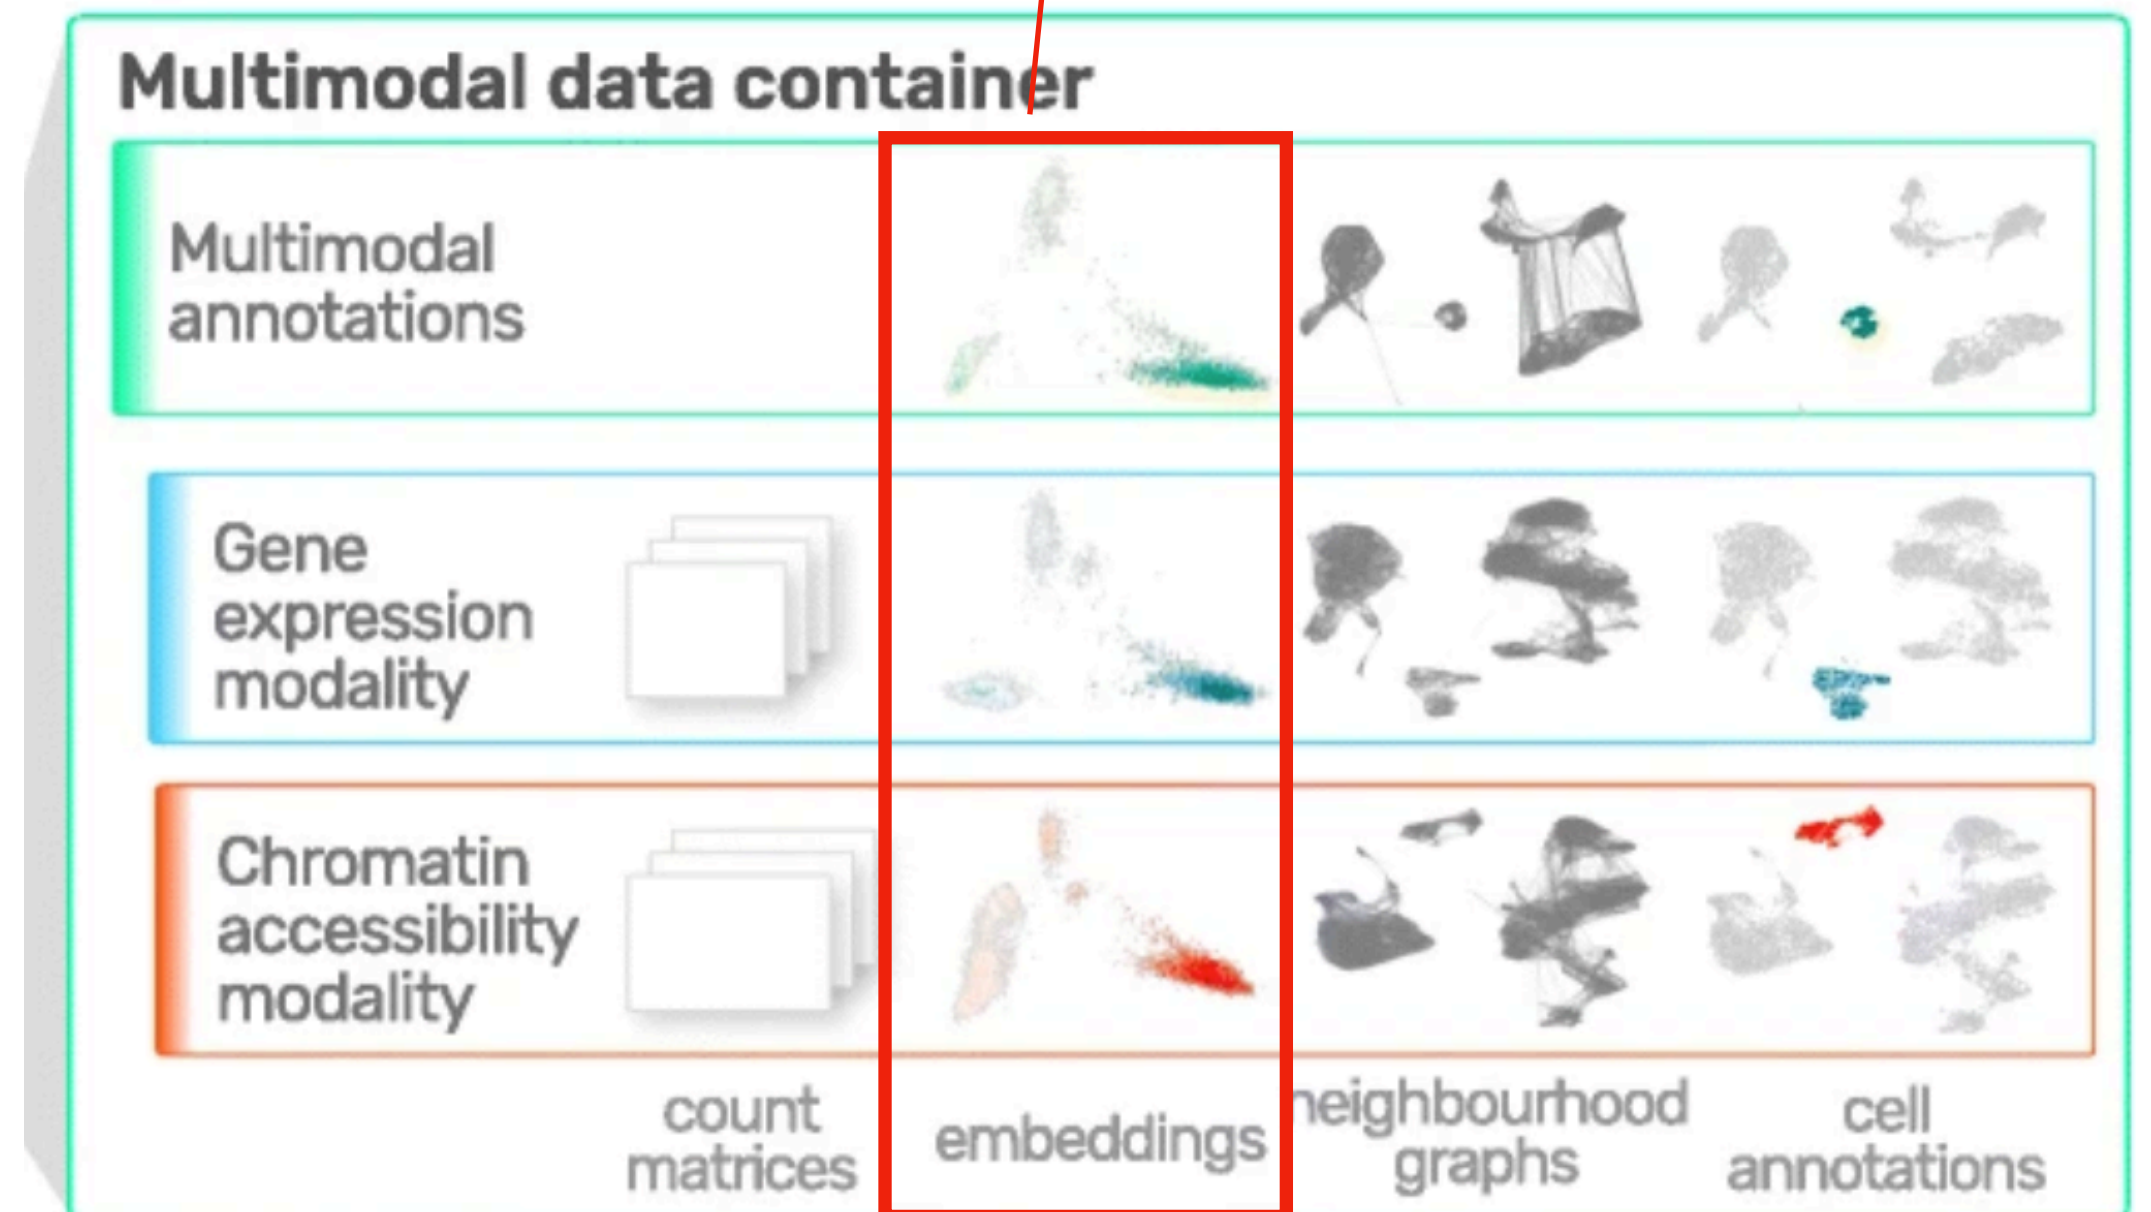 Multimodal data container
Multimodal
annotations
Gene
expression
modality
Chromatin
accessibility
modality
count
matrices
embeddings
neighbourhood
graphs
cell
annotations